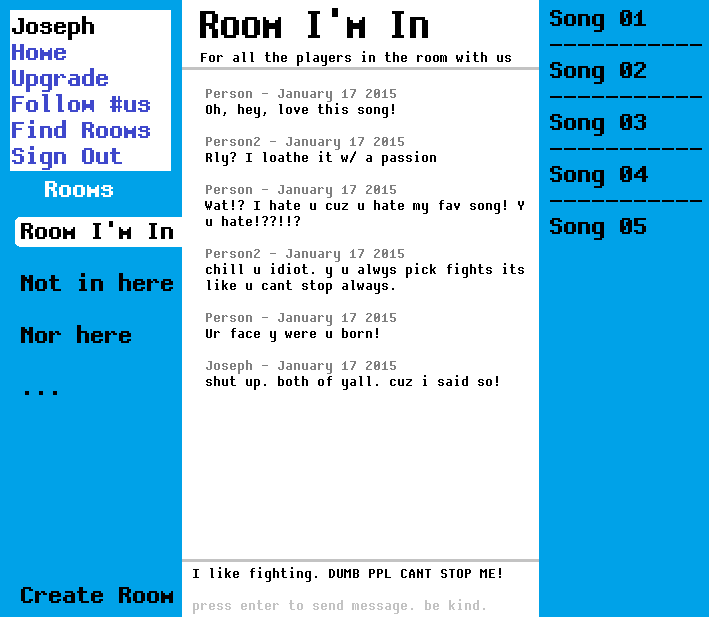 Joseph
Home
Upgrade
Follow #us
Find Rooms
Sign Out
Rooms
Room I'm In
Not in here
Nor here
...
Create Room
Room I'm In
For all the players in the room with us
Person - January 17 2015
Oh, hey, love this song!
Person2 - January 17 2015
Rly? I loathe it w/ a passion
Person - January 17 2015
Wat!? I hate u cuz u hate my fav song! Y
u hate!??!!?
Person2 - January 17 2015
chill u idiot. y u alwys pick fights its
like u cant stop always.
Person - January 17 2015
Ur face y were u born!
Joseph - January 17 2015
shut up. both of yall. cuz i said so!
I like fighting. DUMB PPL CANT STOP ME!
press enter to send message. be kind.
Song 01
-----------
Song 02
-----------
Song 03
-----------
Song 04
-----------
Song 05